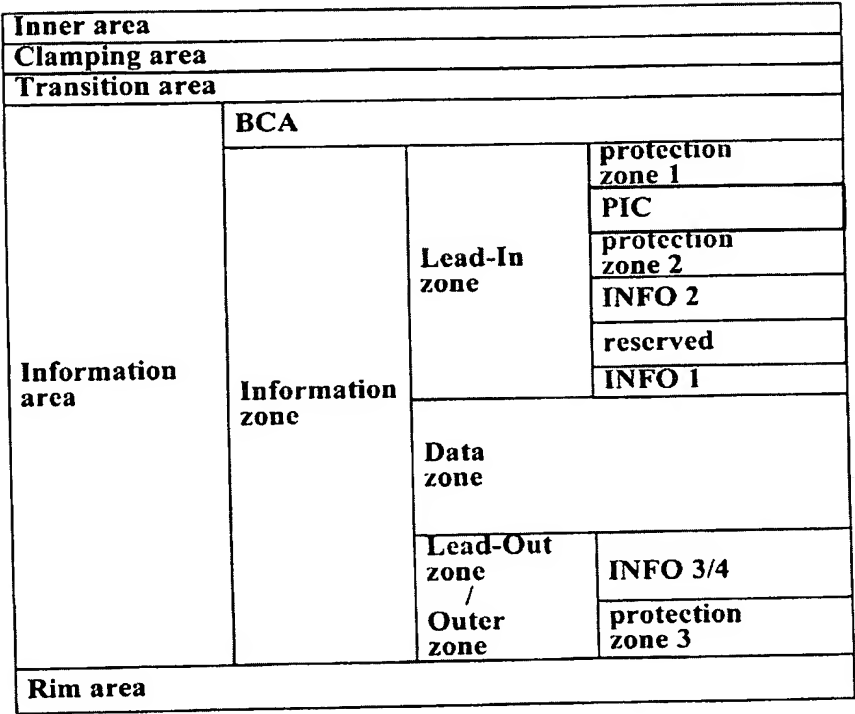 Inner area
Clamping area
Transition area
Information
area
BCA
Information
zone
Lead-In
zone
protection
zone 1
PIC
protection
zone 2
INFO 2
reserved
INFO 1
Data
zone
Lead-Out
zone
/
Outer
zone
INFO 3/4
protection
zone 3
Rim area